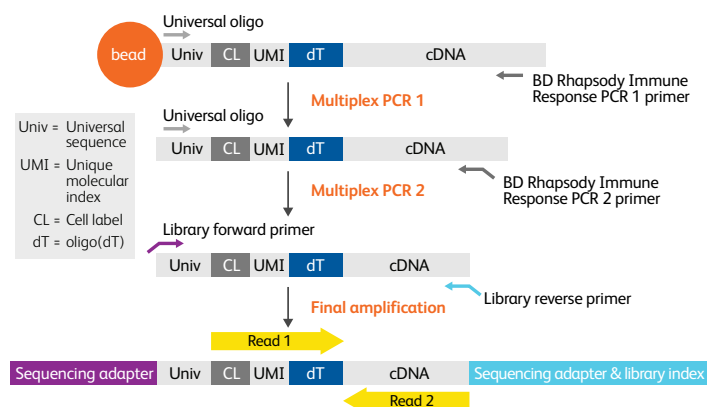 Universal oligo
bead
Univ CL UMI dT cDNA
BD Rhapsody Immune
Response PCR 1 primer
Multiplex PCR 1
Universal oligo
Univ = Universal
sequence
UMI = Unique
molecular
index
CL = Cell label
dT = oligo(dT)
Univ CL UMI dT cDNA
BD Rhapsody Immune
Response PCR 2 primer
Multiplex PCR 2
Library forward primer
Univ CL UMI dT cDNA
Library reverse primer
Final amplification
Read 1
Sequencing adapter Univ CL UMI dT cDNA Sequencing adapter & library index
Read 2